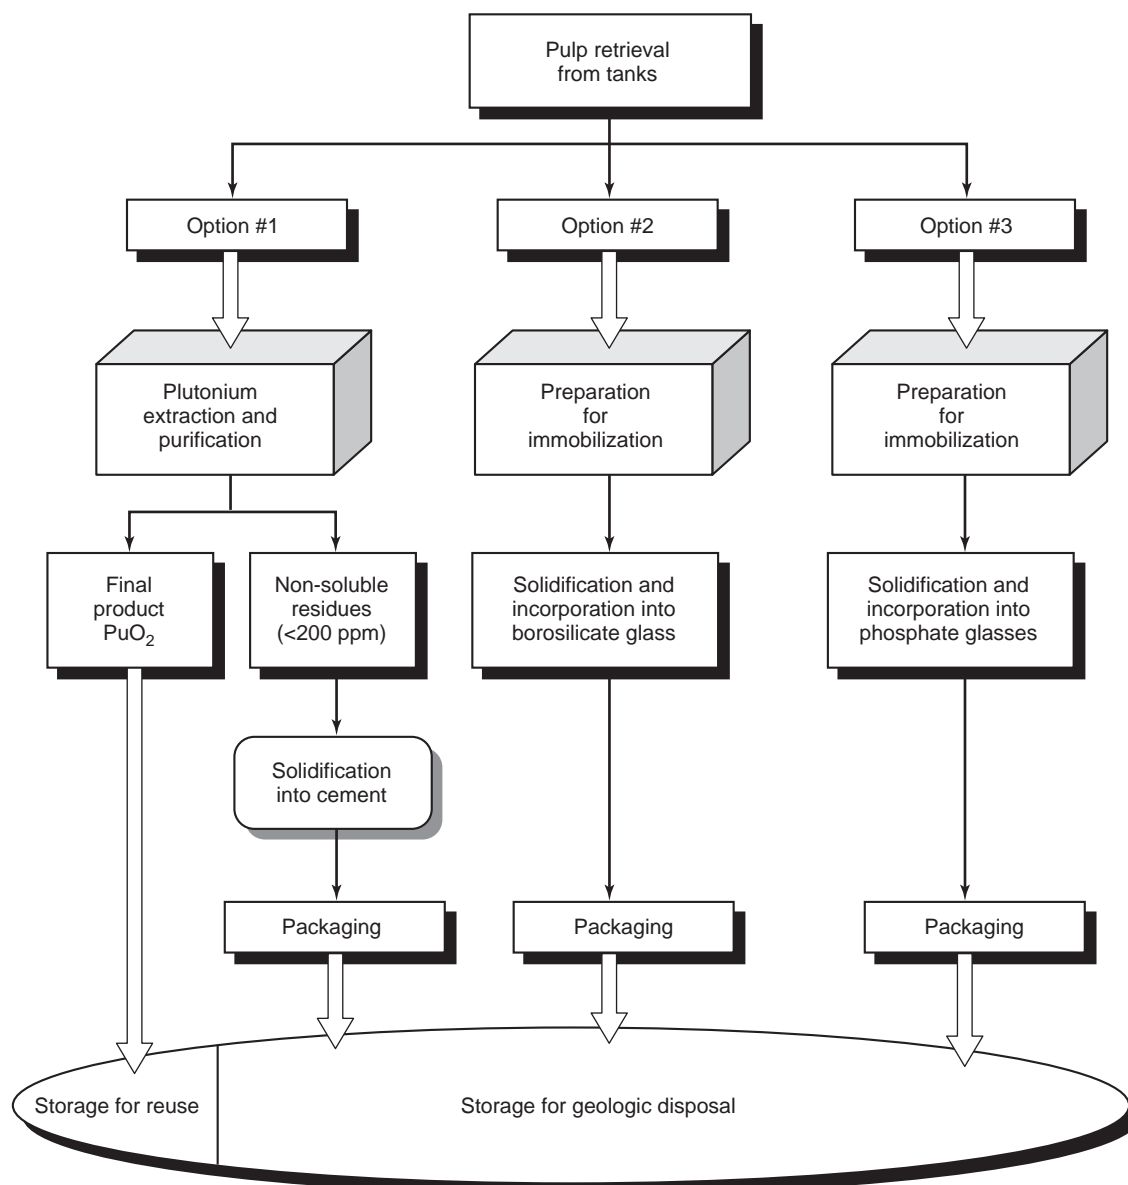 Pulp retrieval
from tanks
Option #1
Option #2
Option #3
Plutonium
extraction and
purification
Preparation
for
immobilization
Preparation
for
immobilization
Final
product
PuO2
Non-soluble
residues
(<200 ppm)
Solidification and
incorporation into
borosilicate glass
Solidification and
incorporation into
phosphate glasses
Solidification
into cement
Packaging
Packaging
Packaging
Storage for reuse
Storage for geologic disposal